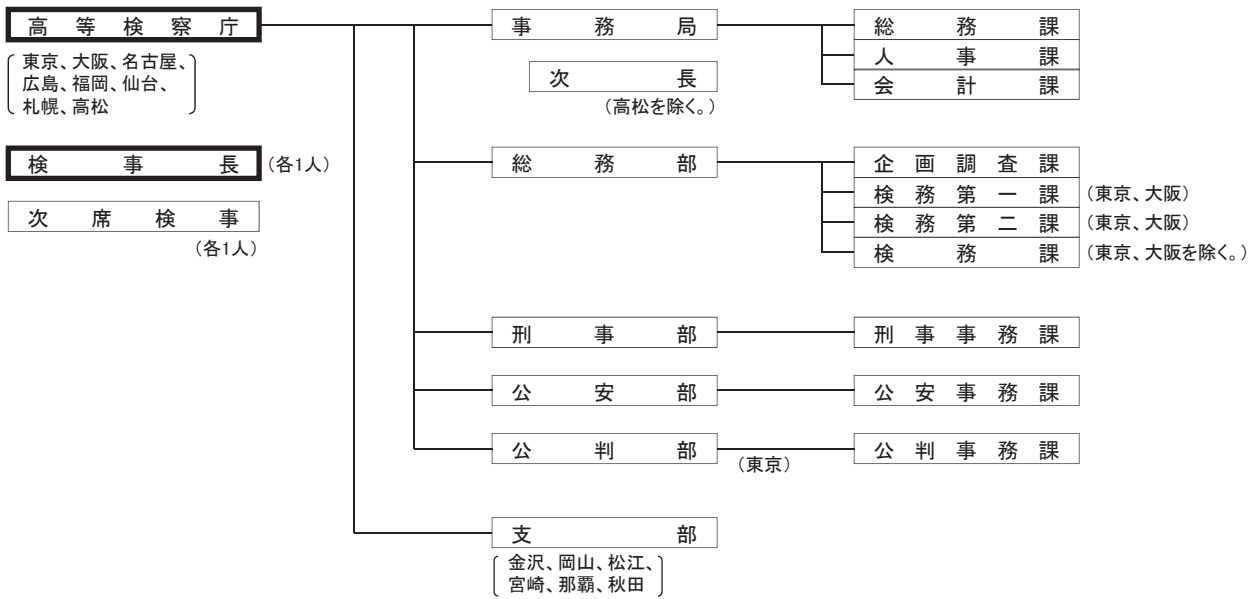 高等検察庁
東京、大阪、名古屋、
広島、福岡、仙台、
札幌、高松
検事長 (各1人)
次席検事
(各1人)
事務局
次長
(高松を除く。)
総務課
人事課
会計課
総務部
企画調査課
検務第一課 (東京、大阪)
検務第二課 (東京、大阪)
検務課 (東京、大阪を除く。)
刑事部
刑事事務課
公安部
公安事務課
公判部
(東京)
公判事務課
支部
金沢、岡山、松江、
宮崎、那覇、秋田